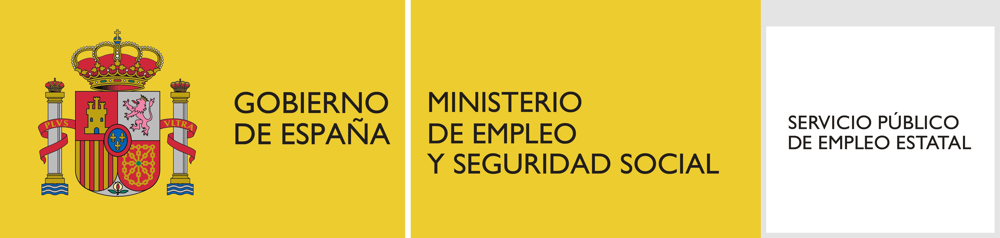 PLVS
VLTRA
GOBIERNO
DE ESPAÑA
MINISTERIO
DE EMPLEO
Y SEGURIDAD SOCIAL
SERVICIO PÚBLICO
DE EMPLEO ESTATAL